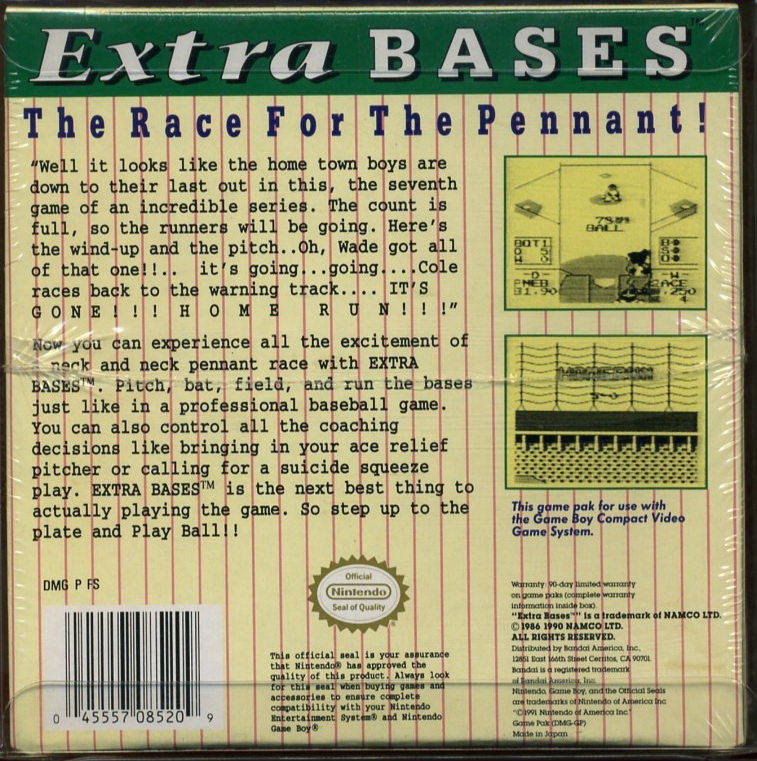 Extra BASES™
The Race For The Pennant!
"Well it looks like the home town boys are
down to their last out in this, the seventh
game of an incredible series. The count is
full, so the runners will be going. Here's
the wind-up and the pitch..Oh, Wade got all
of that one!!.. it's going...going....Cole
races back to the warning track.... IT'S
G O N E ! ! ! H O M E R U N ! ! !"
Now you can experience all the excitement of
neck and neck pennant race with EXTRA
BASES™. Pitch, bat, field, and run the bases
just like in a professional baseball game.
You can also control all the coaching
decisions like bringing in your ace relief
pitcher or calling for a suicide squeeze
play. EXTRA BASES™ is the next best thing to
actually playing the game. So step up to the
plate and Play Ball!!
BALL
BQT1
B
S
O
-D-
-W-
This game pak for use with
the Game Boy Compact Video
Game System.
DMG P FS
0 45557 08520 9
Official
Nintendo
Seal of Quality
This official seal is your assurance
that Nintendo® has approved the
quality of this product. Always look
for this seal when buying games and
accessories to ensure complete
compatibility with your Nintendo
Entertainment System® and Nintendo
Game Boy®
Warranty: 90-day limited warranty
on game paks (complete warranty
information inside box).
"Extra Bases™" is a trademark of NAMCO LTD.
© 1986 1990 NAMCO LTD.
ALL RIGHTS RESERVED.
Distributed by Bandai America, Inc.,
12851 East 166th Street Cerritos, CA 90701.
Bandai is a registered trademark
of Bandai America, Inc.
Nintendo, Game Boy, and the Official Seals
are trademarks of Nintendo of America Inc
©1991 Nintendo of America Inc
Game Pak (DMG-GP)
Made in Japan